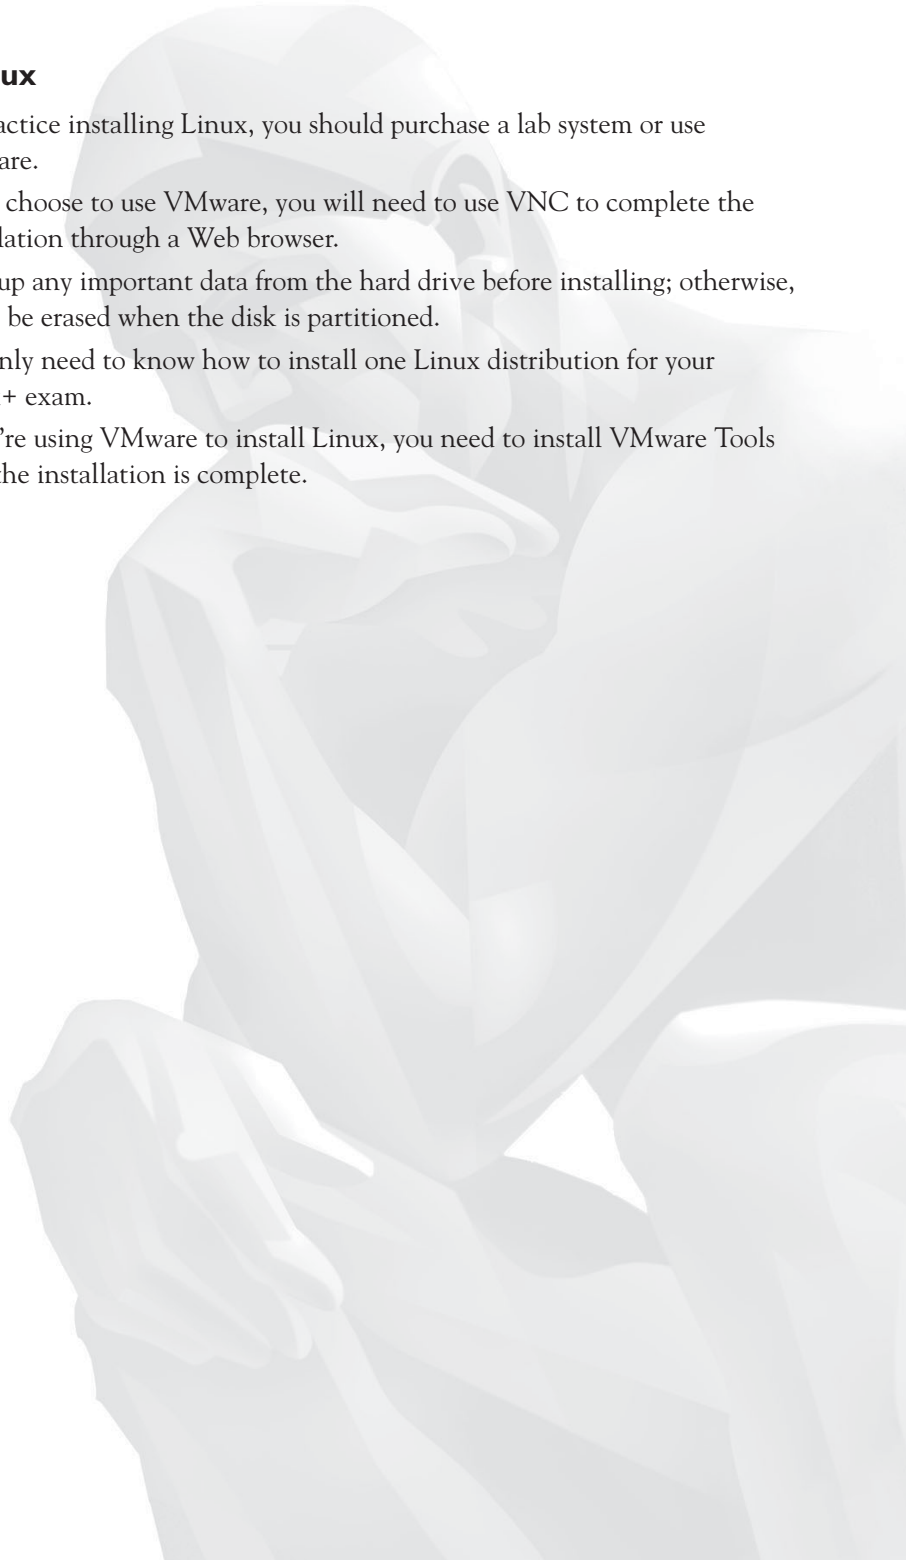 ux
actice installing Linux, you should purchase a lab system or use
are.
choose to use VMware, you will need to use VNC to complete the
lation through a Web browser.
up any important data from the hard drive before installing; otherwise,
be erased when the disk is partitioned.
nly need to know how to install one Linux distribution for your
+ exam.
're using VMware to install Linux, you need to install VMware Tools
the installation is complete.